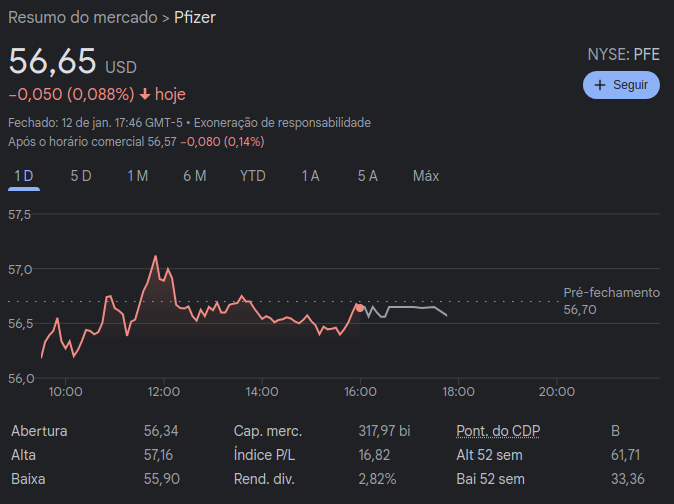 Resumo do mercado > Pfizer
56,65 USD
NYSE: PFE
−0,050 (0,088%) ↓ hoje
+ Seguir
Fechado: 12 de jan. 17:46 GMT-5 • Exoneração de responsabilidade
Após o horário comercial 56,57 −0,080 (0,14%)
1 D 5 D 1 M 6 M YTD 1 A 5 A Máx
57,5
57,0
Pré-fechamento
56,70
56,5
56,0
10:00 12:00 14:00 16:00 18:00 20:00
Abertura 56,34 Cap. merc. 317,97 bi Pont. do CDP B
Alta 57,16 Índice P/L 16,82 Alt 52 sem 61,71
Baixa 55,90 Rend. div. 2,82% Bai 52 sem 33,36